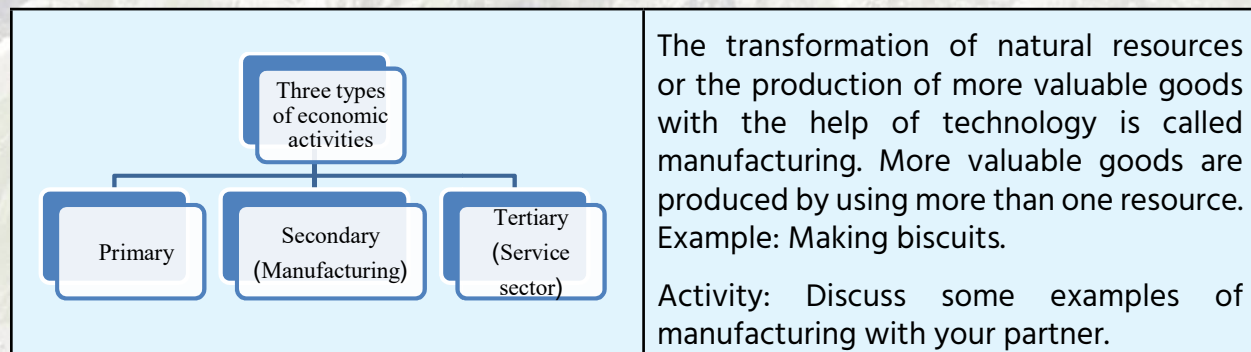 Three types
of economic
activities
Primary
Secondary
(Manufacturing)
Tertiary
(Service
sector)
The transformation of natural resources
or the production of more valuable goods
with the help of technology is called
manufacturing. More valuable goods are
produced by using more than one resource.
Example: Making biscuits.
Activity: Discuss some examples of
manufacturing with your partner.